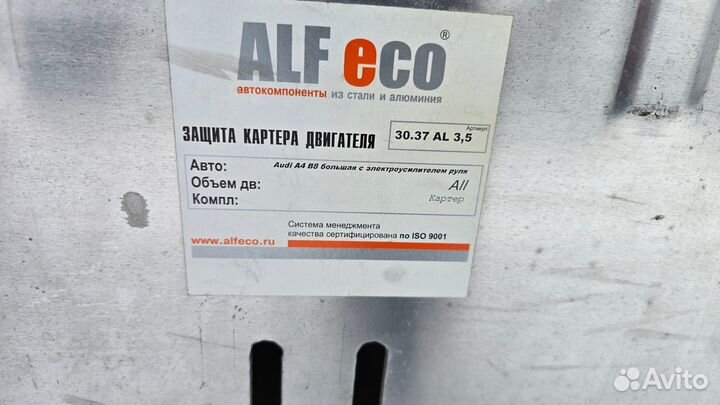 ALF eco ®
автокомпоненты из стали и алюминия
ЗАЩИТА КАРТЕРА ДВИГАТЕЛЯ
Артикул
30.37 AL 3,5
Авто: Audi A4 B8 большая с электроусилителем руля
Объем дв: All
Компл: Картер
Система менеджмента
качества сертифицирована по ISO 9001
www.alfeco.ru
Avito